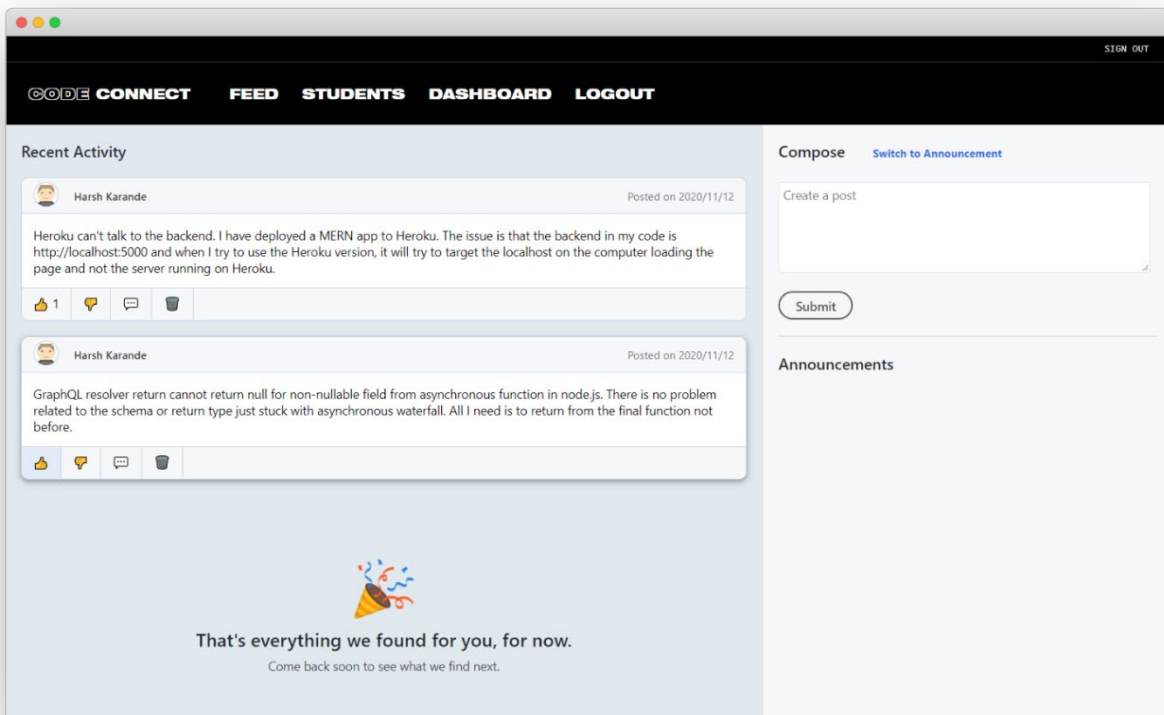 SIGN OUT
CODE CONNECT FEED STUDENTS DASHBOARD LOGOUT
Recent Activity
Harsh Karande Posted on 2020/11/12
Heroku can't talk to the backend. I have deployed a MERN app to Heroku. The issue is that the backend in my code is
http://localhost:5000 and when I try to use the Heroku version, it will try to target the localhost on the computer loading the
page and not the server running on Heroku.
1
Harsh Karande Posted on 2020/11/12
GraphQL resolver return cannot return null for non-nullable field from asynchronous function in node.js. There is no problem
related to the schema or return type just stuck with asynchronous waterfall. All I need is to return from the final function not
before.
That's everything we found for you, for now.
Come back soon to see what we find next.
Compose Switch to Announcement
Create a post
Submit
Announcements